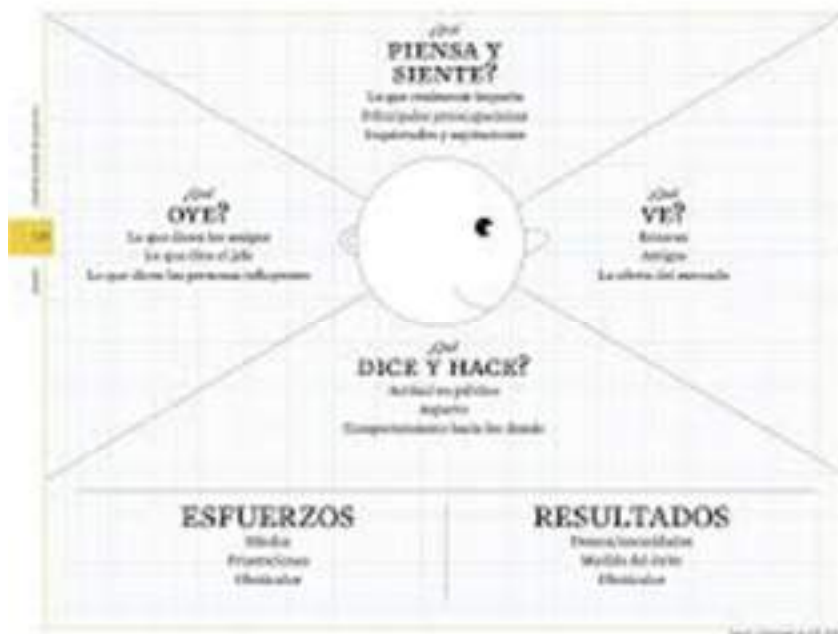 ¿Qué
PIENSA Y
SIENTE?
Lo que realmente importa
Principales preocupaciones
Inquietudes y aspiraciones
¿Qué
OYE?
Lo que dicen los amigos
Lo que dice el jefe
Lo que dicen las personas influyentes
¿Qué
VE?
Entorno
Amigos
La oferta del mercado
¿Qué
DICE Y HACE?
Actitud en público
Aspecto
Comportamiento hacia los demás
ESFUERZOS
Miedos
Frustraciones
Obstáculos
RESULTADOS
Deseos/necesidades
Medida del éxito
Obstáculos